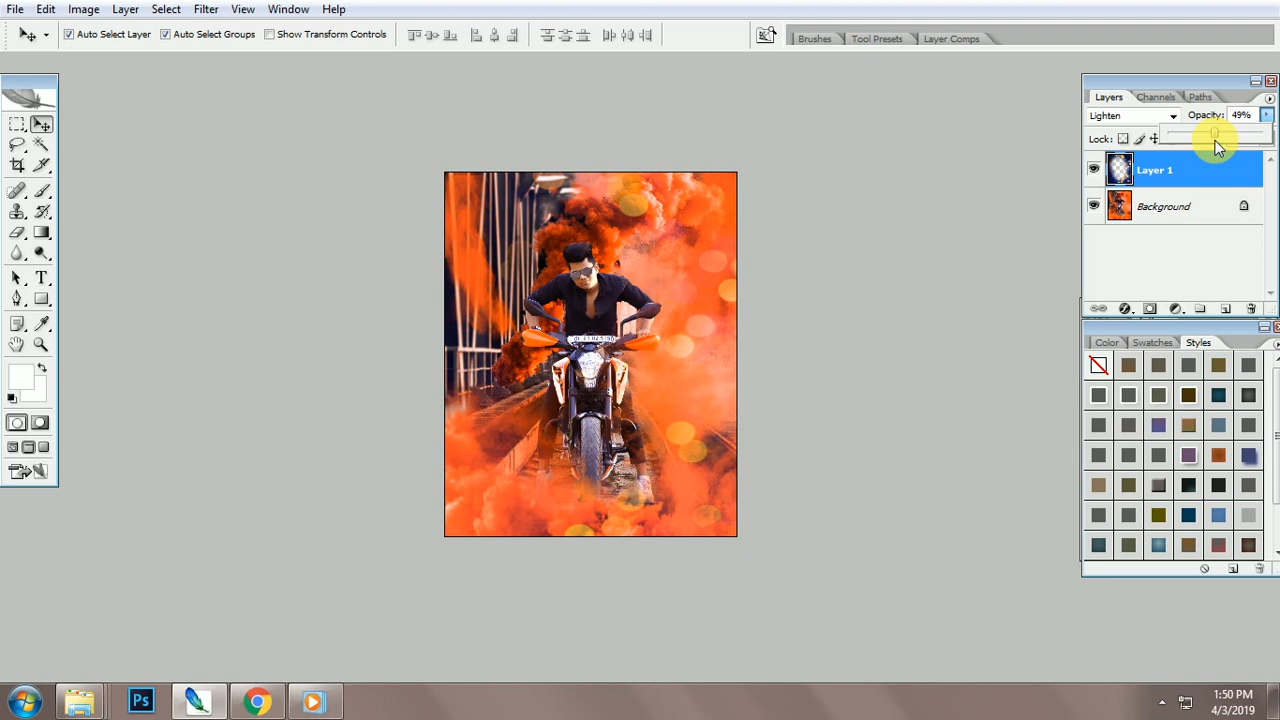 File Edit Image Layer Select Filter View Window Help
Auto Select Layer Auto Select Groups Show Transform Controls
Brushes Tool Presets Layer Comps
Layers Channels Paths
Lighten Opacity: 49%
Lock:
Layer 1
Background
Color Swatches Styles
T
Ps
1:50 PM
4/3/2019